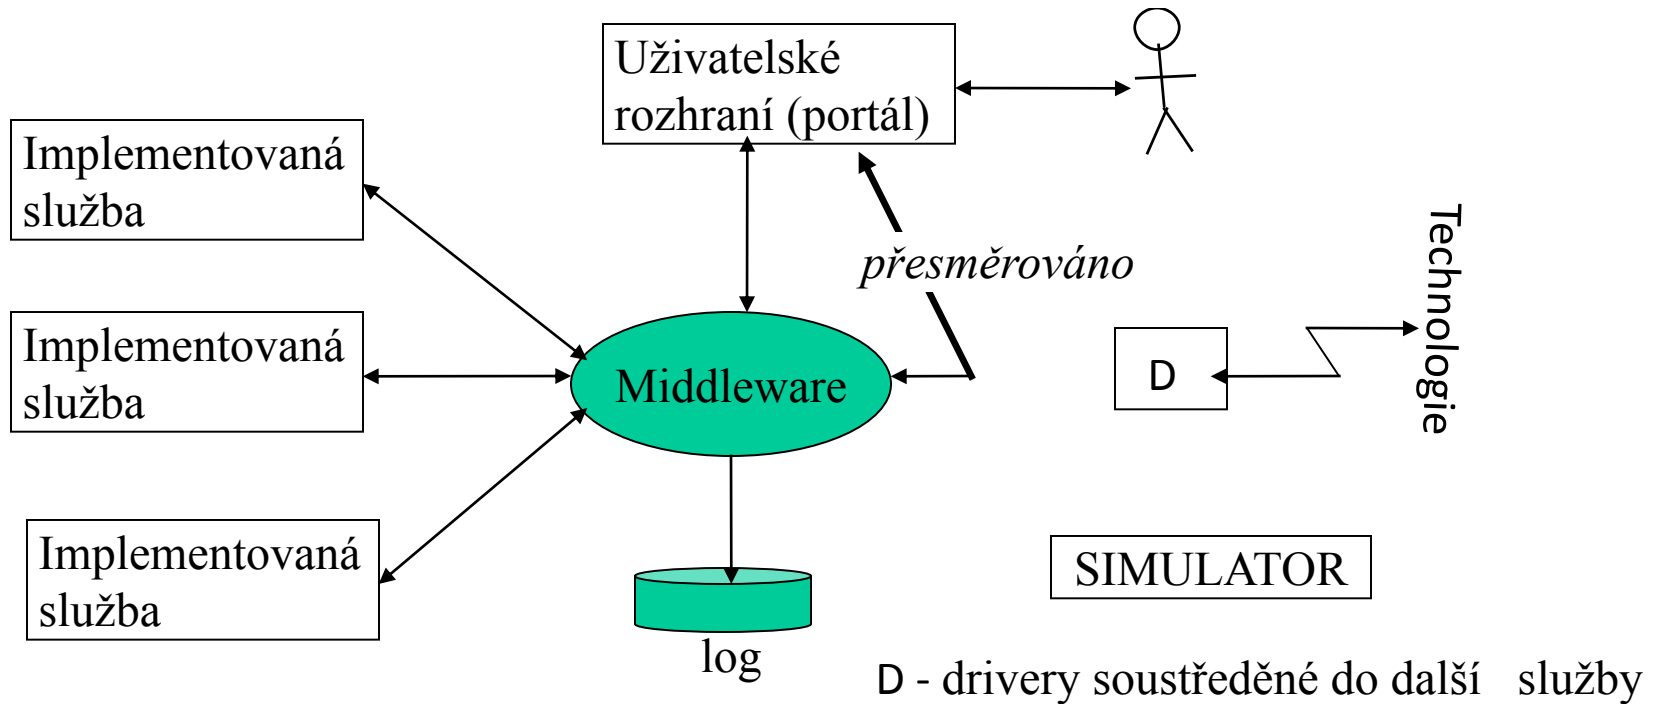 Uživatelské
rozhraní (portál)
Implementovaná
služba
přesměrováno
Technologie
Implementovaná
služba
Middleware
D
Implementovaná
služba
SIMULATOR
log
D - drivery soustředěné do další služby